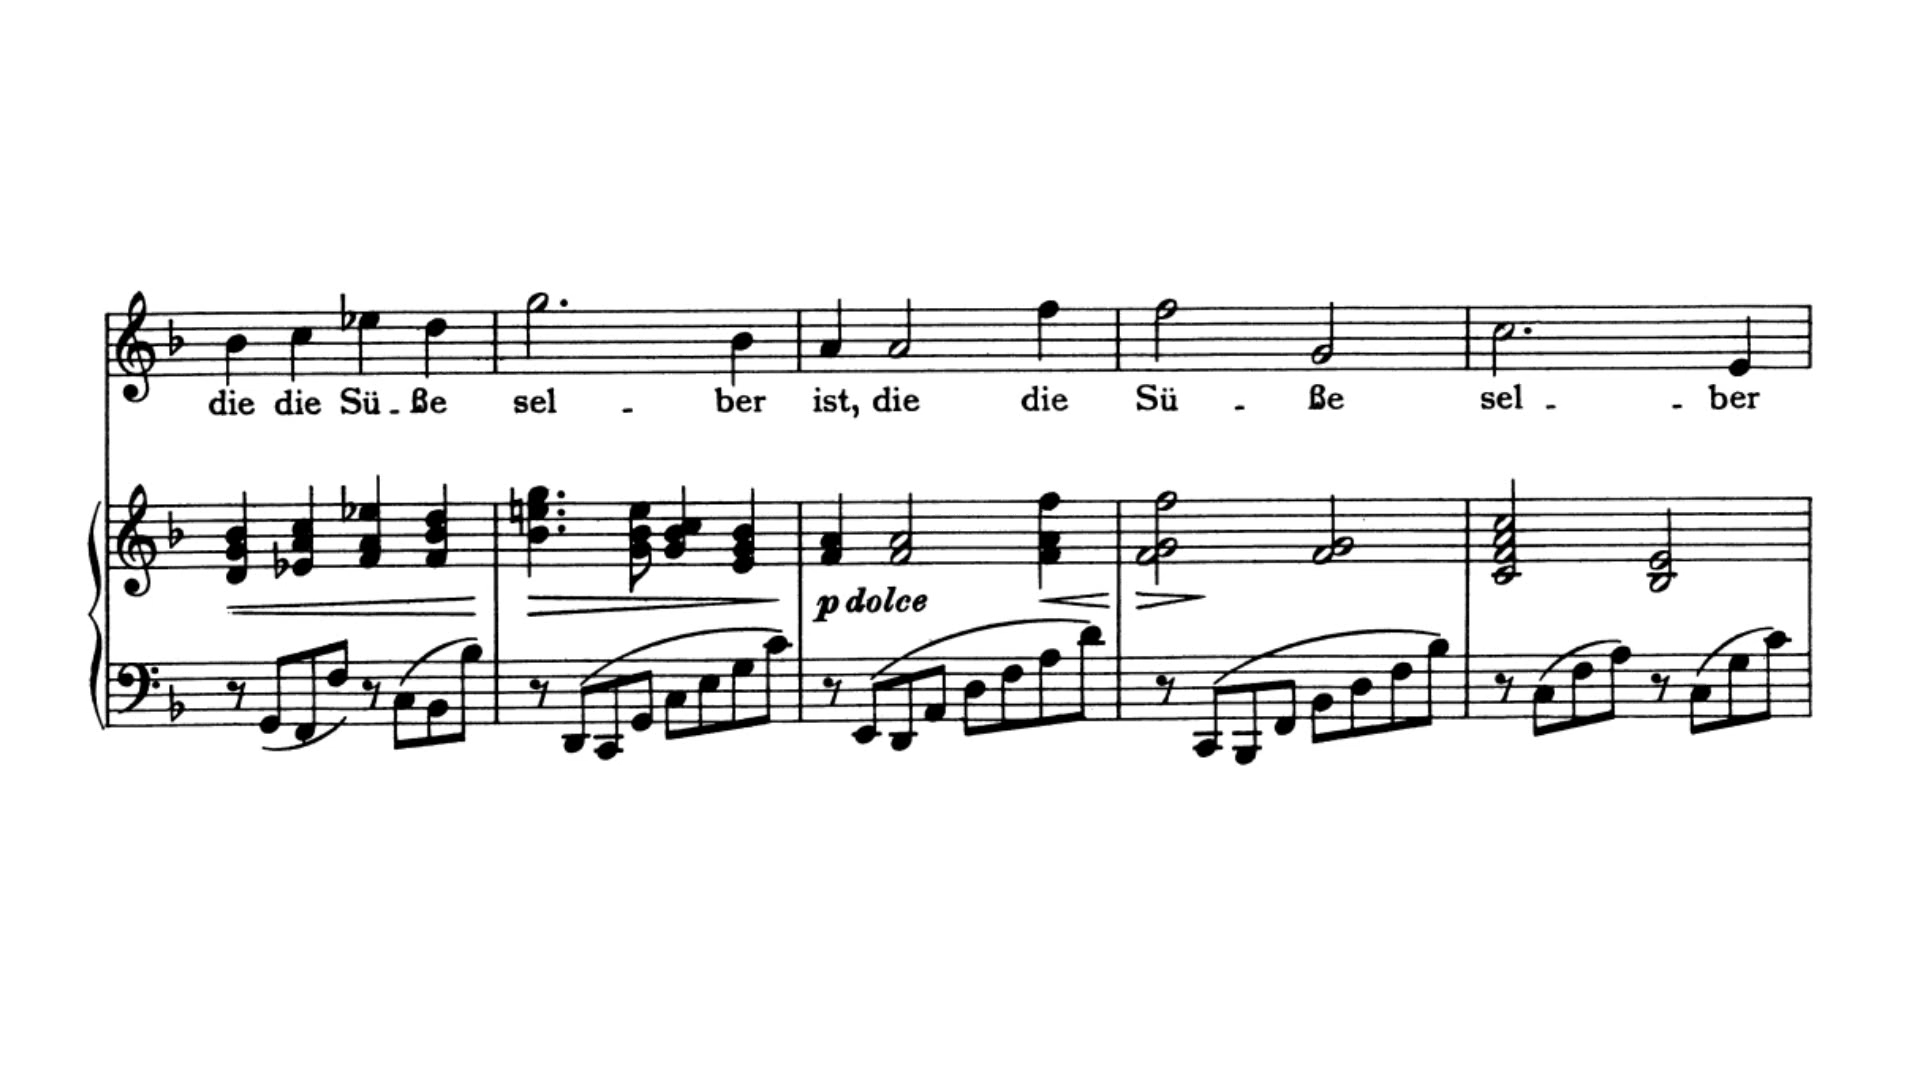 die die Sü - ße sel - ber ist, die die Sü - ße sel - - ber
p dolce